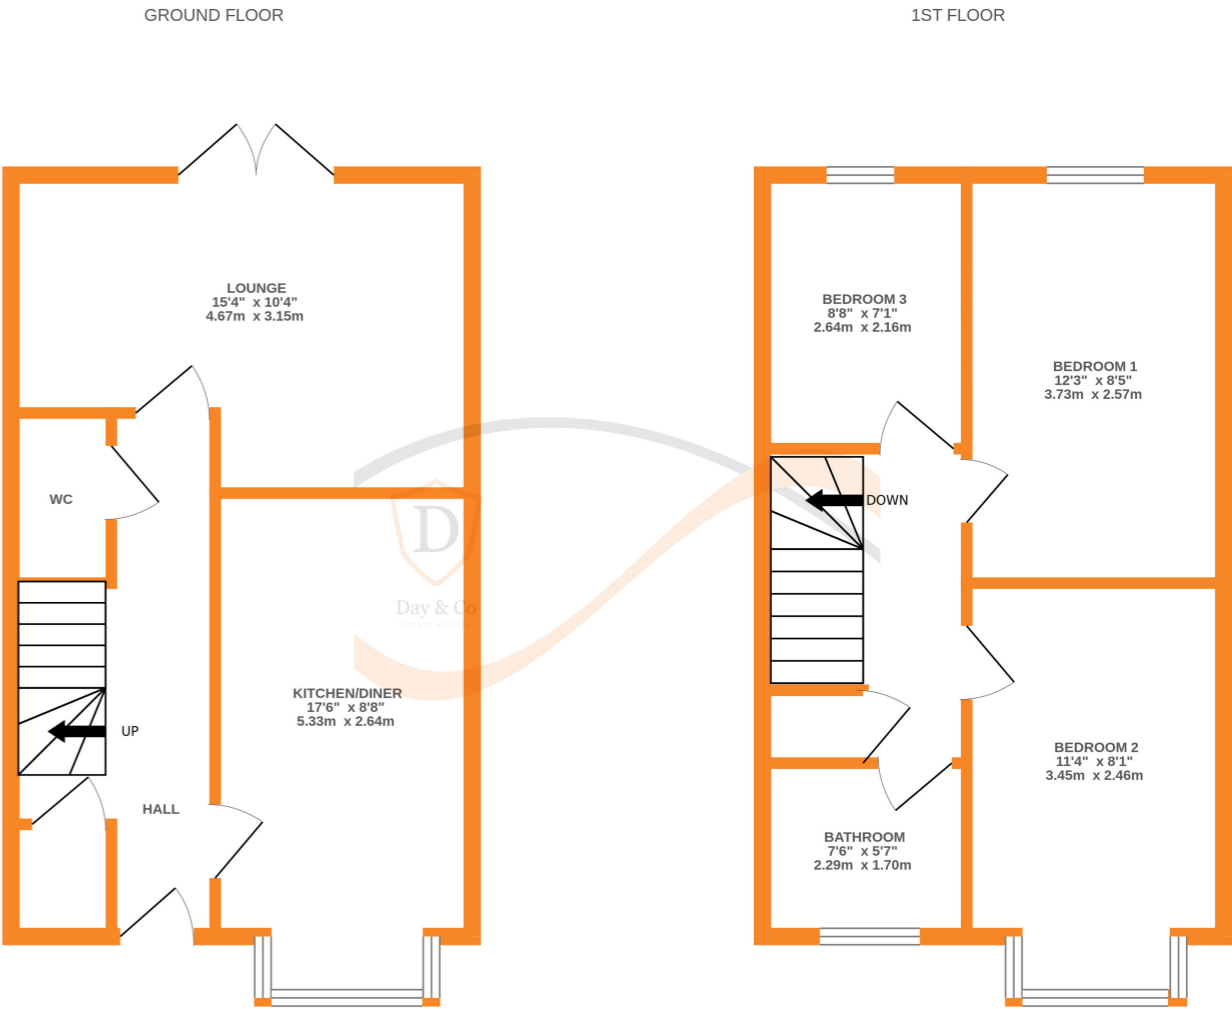 GROUND FLOOR
1ST FLOOR
LOUNGE
15'4" x 10'4"
4.67m x 3.15m
WC
UP
HALL
KITCHEN/DINER
17'6" x 8'8"
5.33m x 2.64m
D
Day & Co
ESTATE AGENTS
BEDROOM 3
8'8" x 7'1"
2.64m x 2.16m
BEDROOM 1
12'3" x 8'5"
3.73m x 2.57m
DOWN
BEDROOM 2
11'4" x 8'1"
3.45m x 2.46m
BATHROOM
7'6" x 5'7"
2.29m x 1.70m